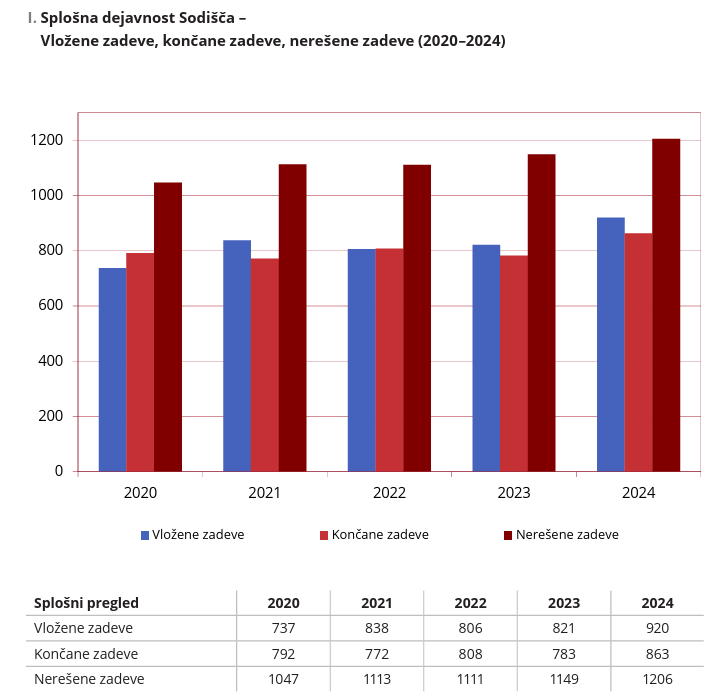 I. Splošna dejavnost Sodišča –
Vložene zadeve, končane zadeve, nerešene zadeve (2020–2024)
1200
1000
800
600
400
200
0
2020 2021 2022 2023 2024
Vložene zadeve Končane zadeve Nerešene zadeve
Splošni pregled 2020 2021 2022 2023 2024
Vložene zadeve 737 838 806 821 920
Končane zadeve 792 772 808 783 863
Nerešene zadeve 1047 1113 1111 1149 1206